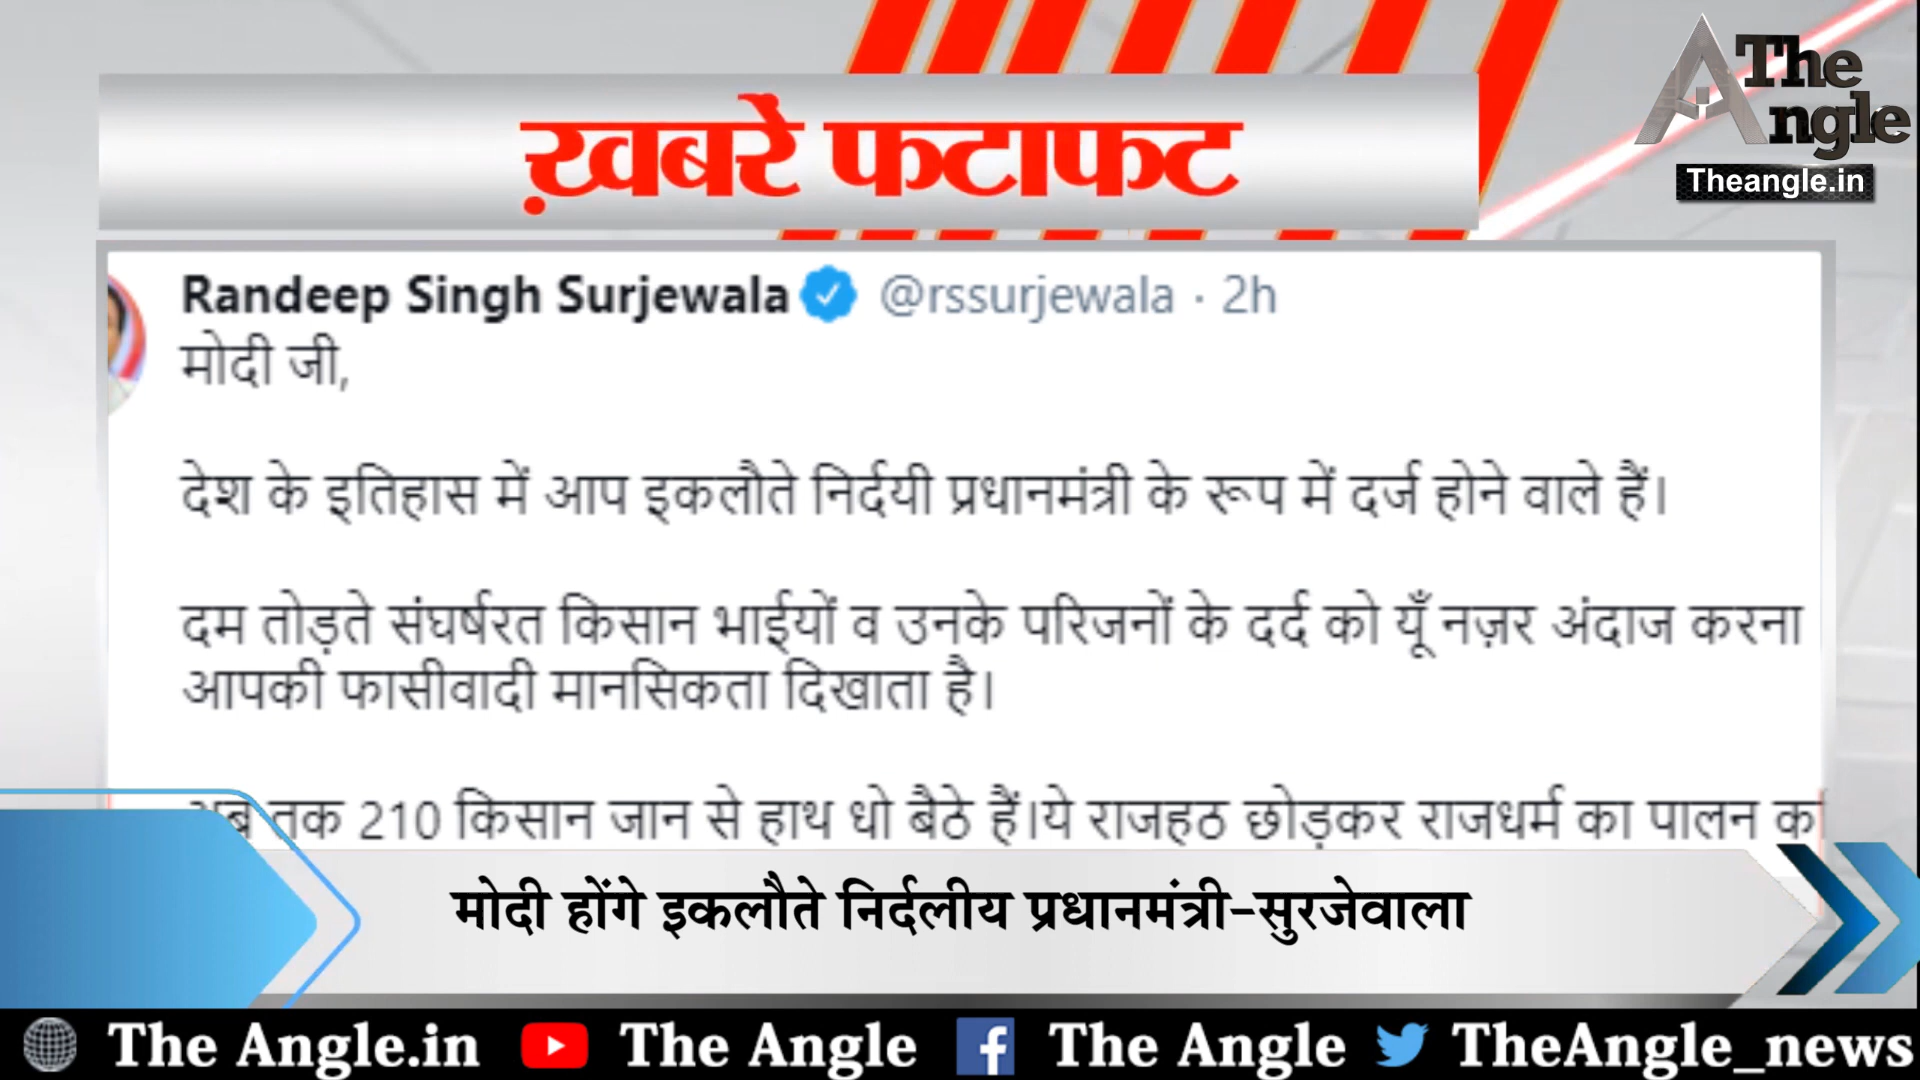 ख़बरें फटाफट
The
Angle
Theangle.in
Randeep Singh Surjewala @rssurjewala · 2h
मोदी जी,
देश के इतिहास में आप इकलौते निर्दयी प्रधानमंत्री के रूप में दर्ज होने वाले हैं।
दम तोड़ते संघर्षरत किसान भाईयों व उनके परिजनों के दर्द को यूँ नज़र अंदाज करना
आपकी फासीवादी मानसिकता दिखाता है।
तक 210 किसान जान से हाथ धो बैठे हैं।ये राजहठ छोड़कर राजधर्म का पालन
मोदी होंगे इकलौते निर्दलीय प्रधानमंत्री-सुरजेवाला
The Angle.in The Angle The Angle TheAngle_news